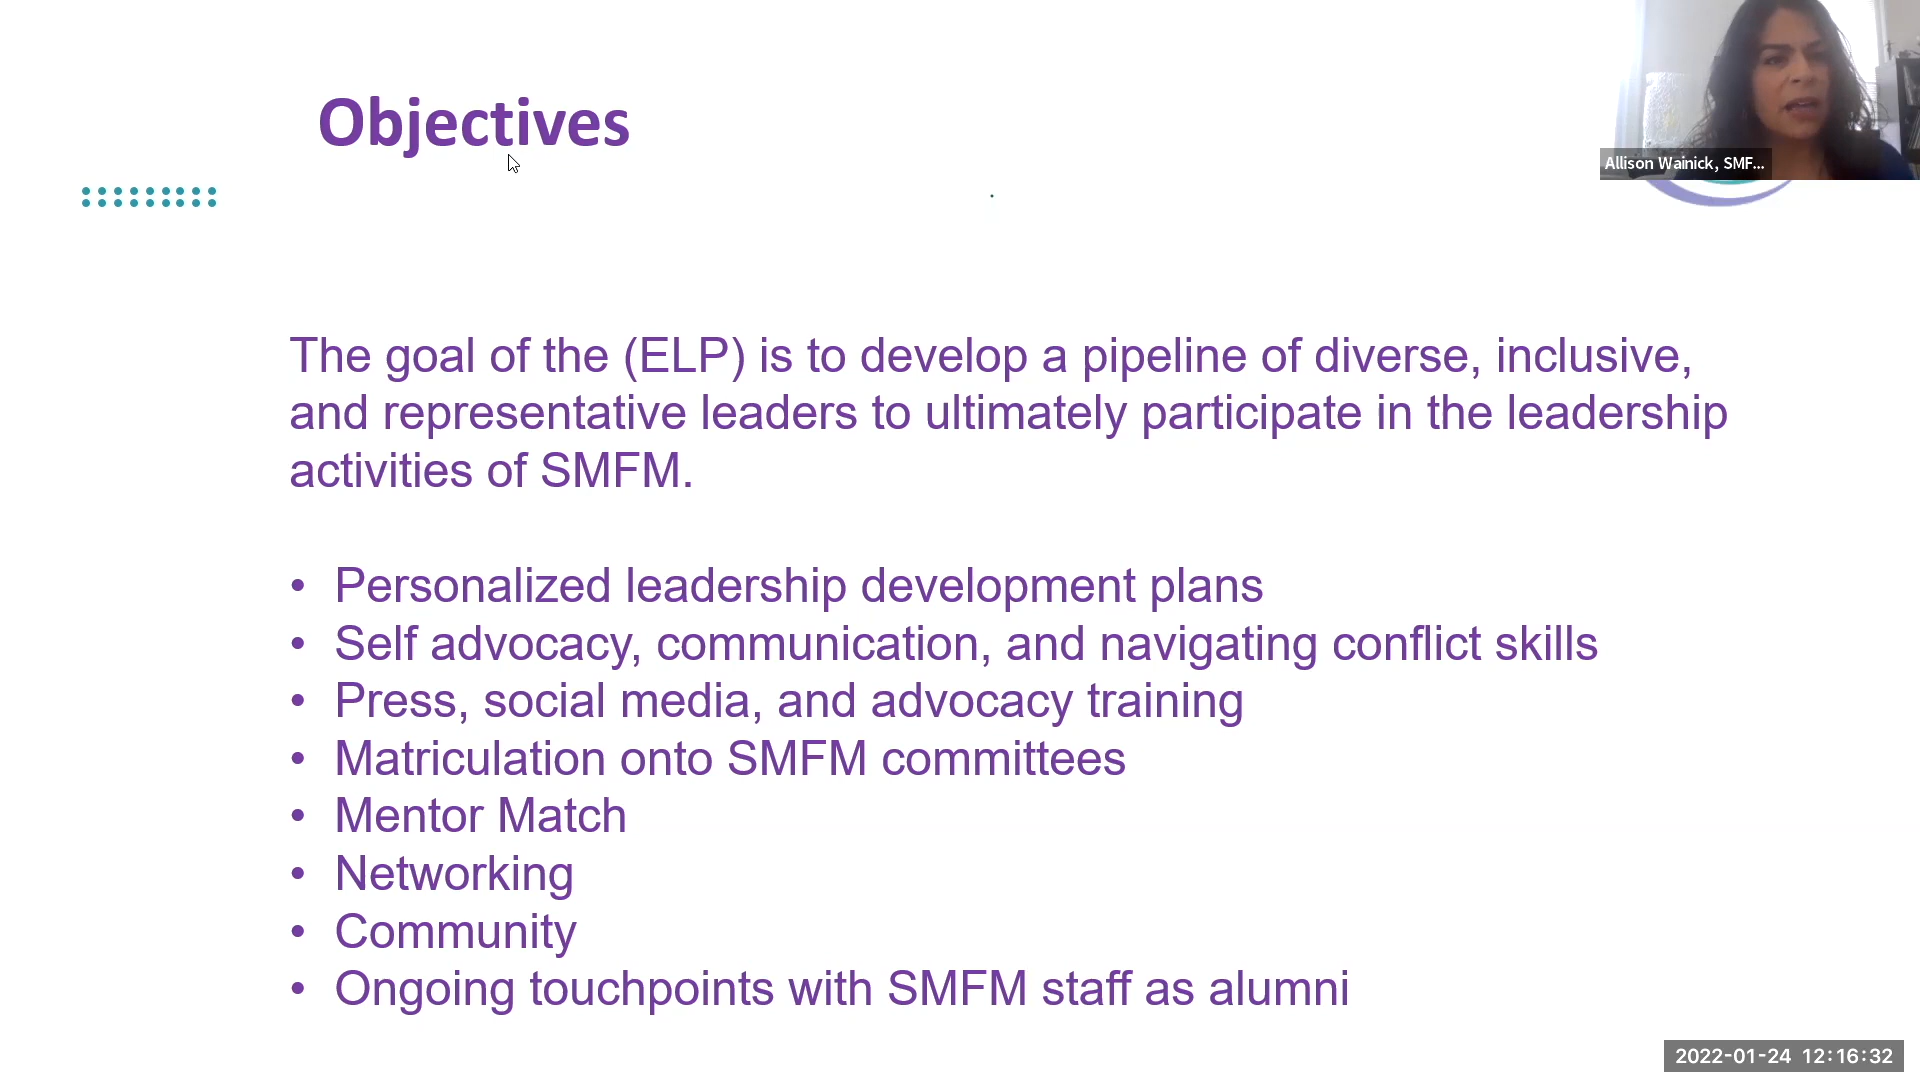 Objectives
Allison Wainick, SMF...
The goal of the (ELP) is to develop a pipeline of diverse, inclusive,
and representative leaders to ultimately participate in the leadership
activities of SMFM.
• Personalized leadership development plans
• Self advocacy, communication, and navigating conflict skills
• Press, social media, and advocacy training
• Matriculation onto SMFM committees
• Mentor Match
• Networking
• Community
• Ongoing touchpoints with SMFM staff as alumni
2022-01-24 12:16:32